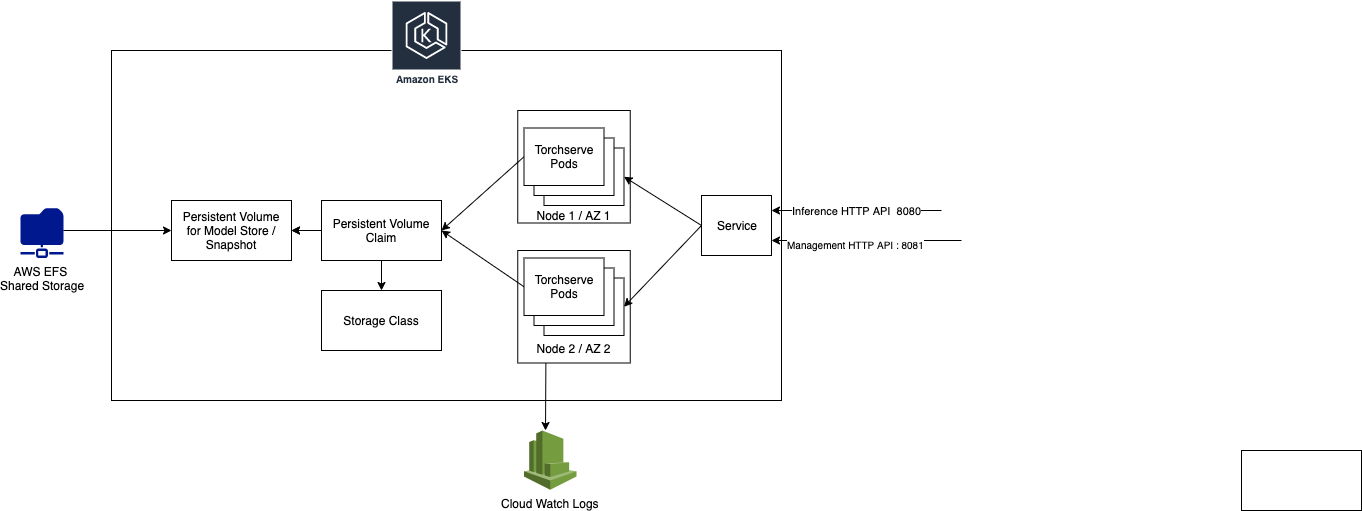 Amazon EKS
Torchserve
Pods
Node 1 / AZ 1
Persistent Volume
for Model Store /
Snapshot
Persistent Volume
Claim
Service
Inference HTTP API  8080
Management HTTP API : 8081
AWS EFS
Shared Storage
Storage Class
Torchserve
Pods
Node 2 / AZ 2
Cloud Watch Logs